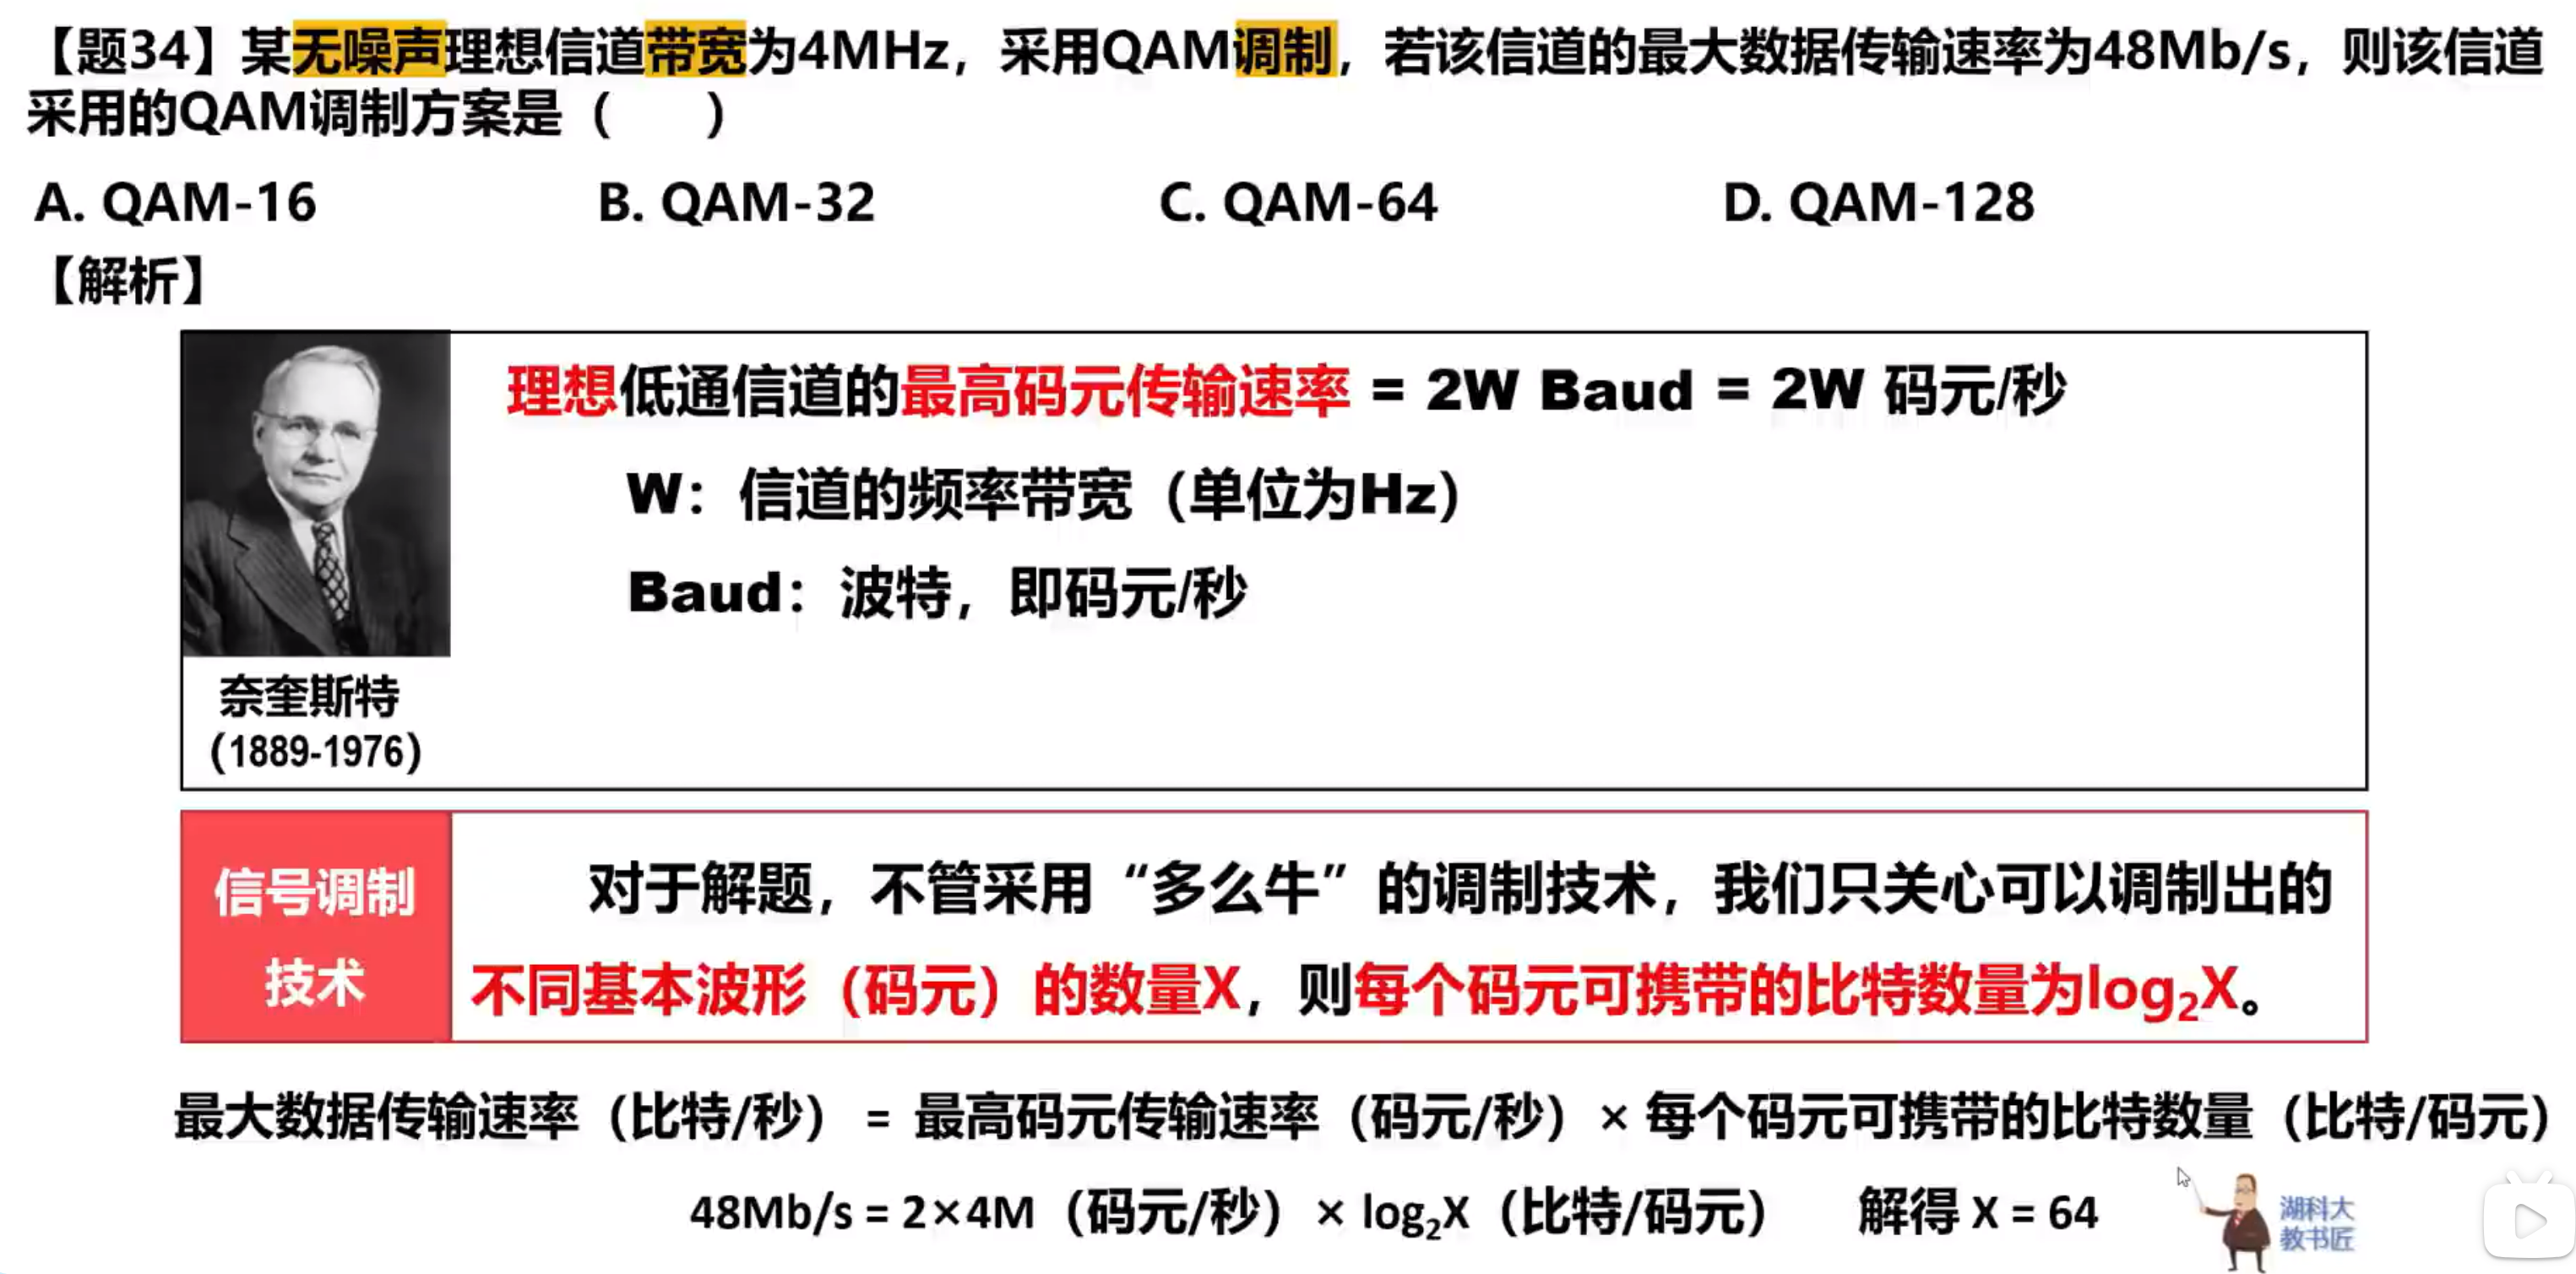 【题34】某无噪声理想信道带宽为4MHz，采用QAM调制，若该信道的最大数据传输速率为48Mb/s，则该信道
采用的QAM调制方案是（　　）
A. QAM-16　　B. QAM-32　　C. QAM-64　　D. QAM-128
【解析】
理想低通信道的最高码元传输速率 = 2W Baud = 2W 码元/秒
W：信道的频率带宽（单位为Hz）
Baud：波特，即码元/秒
奈奎斯特
（1889-1976）
信号调制
技术
对于解题，不管采用“多么牛”的调制技术，我们只关心可以调制出的
不同基本波形（码元）的数量X，则每个码元可携带的比特数量为log₂X。
最大数据传输速率（比特/秒） = 最高码元传输速率（码元/秒）× 每个码元可携带的比特数量（比特/码元）
48Mb/s = 2×4M（码元/秒）× log₂X（比特/码元）　　解得 X = 64
湖科大
教书匠